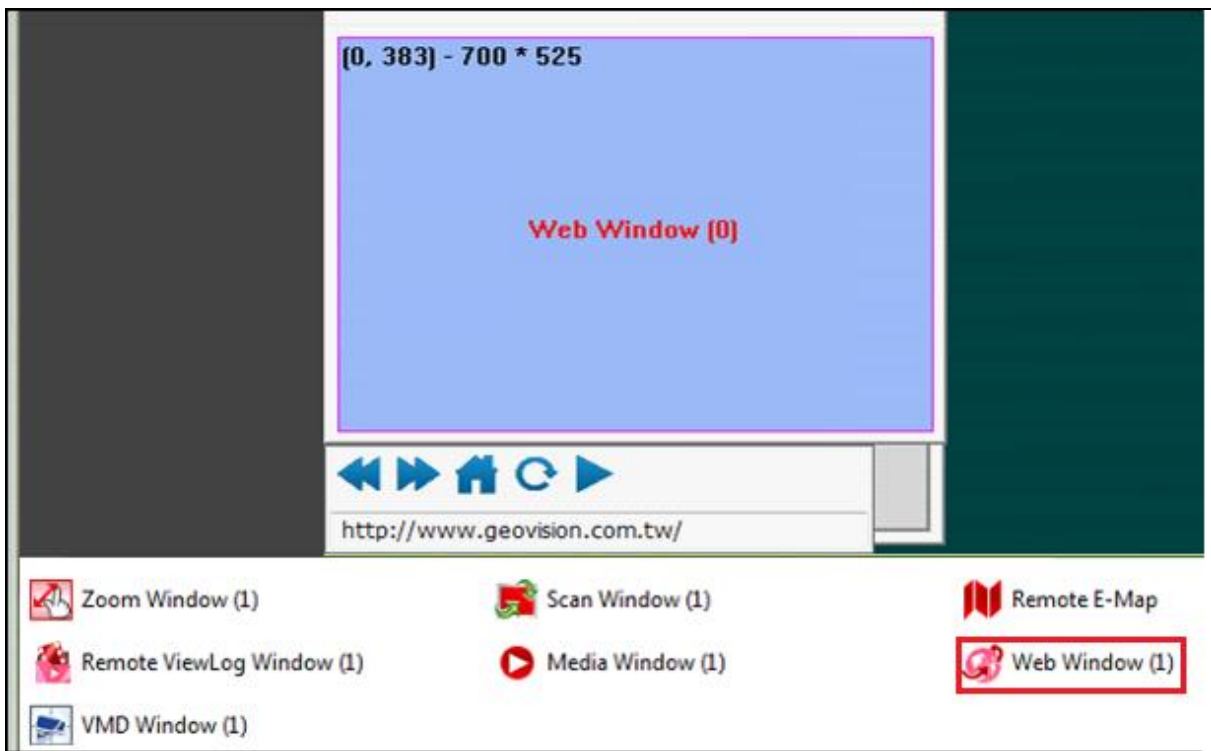 (0, 383) - 700 * 525
Web Window (0)
http://www.geovision.com.tw/
Zoom Window (1)
Scan Window (1)
Remote E-Map
Remote ViewLog Window (1)
Media Window (1)
Web Window (1)
VMD Window (1)